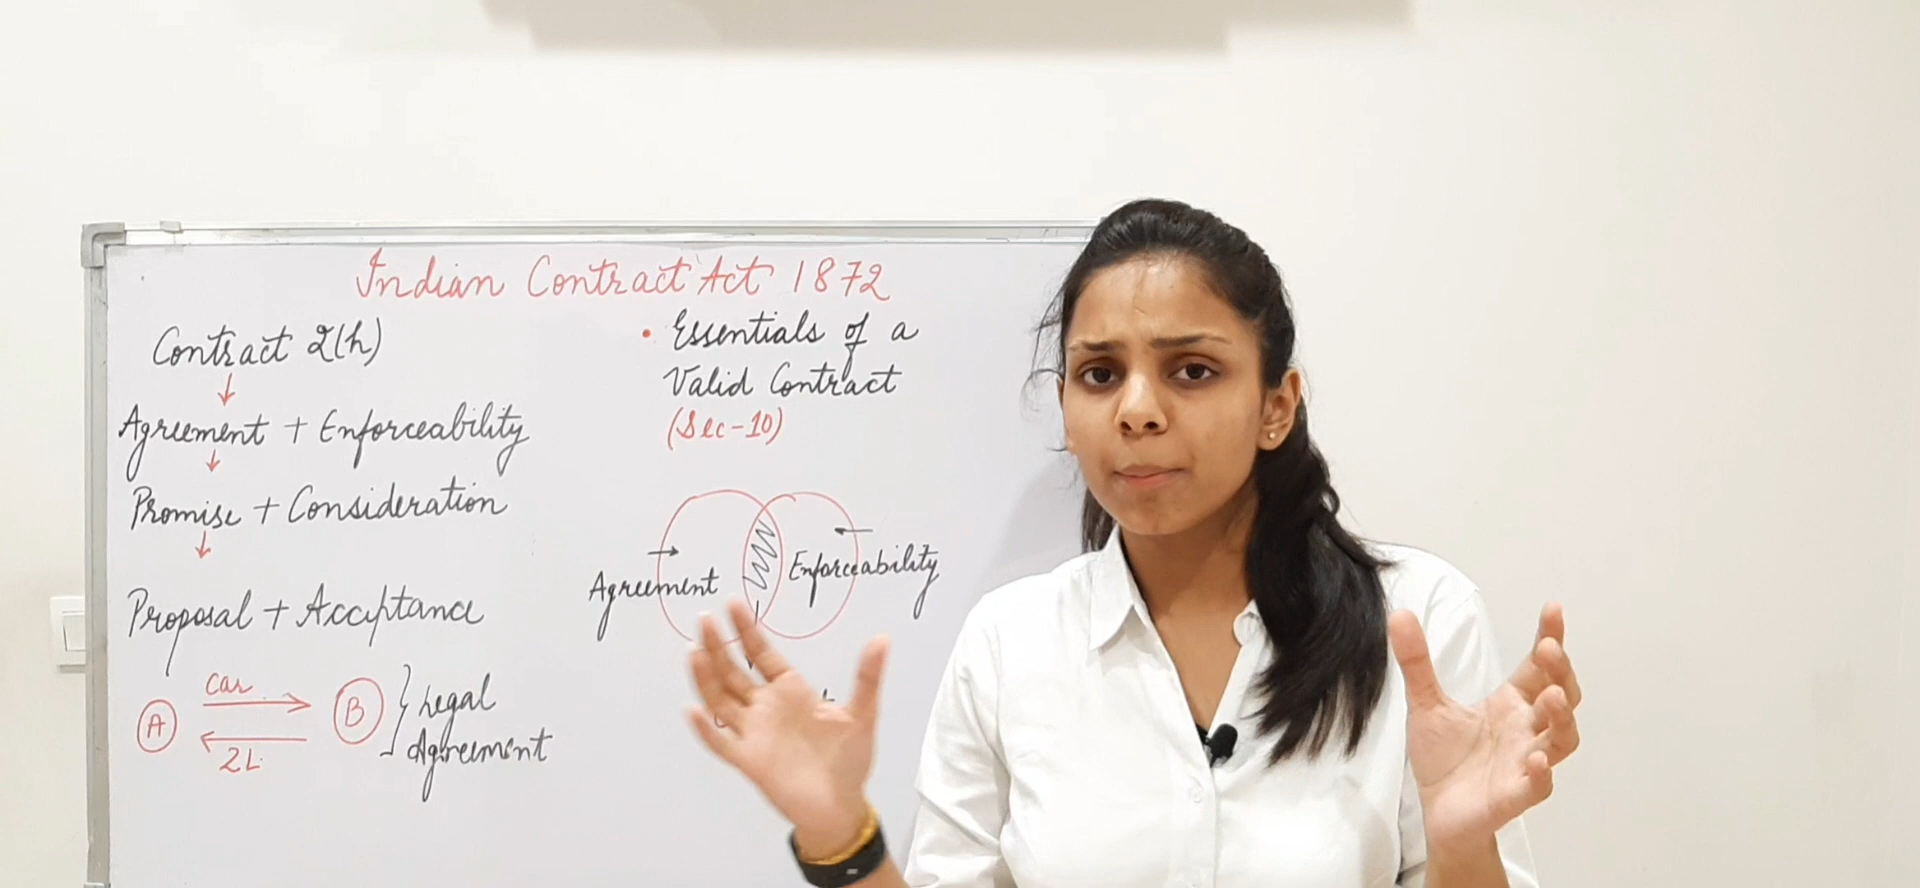 Indian Contract Act 1872
Contract 2(h)
Agreement + Enforceability
Promise + Consideration
Proposal + Acceptance
A
car
B
2L
Legal
Agreement
• Essentials of a
Valid Contract
(Sec-10)
Agreement
Enforceability